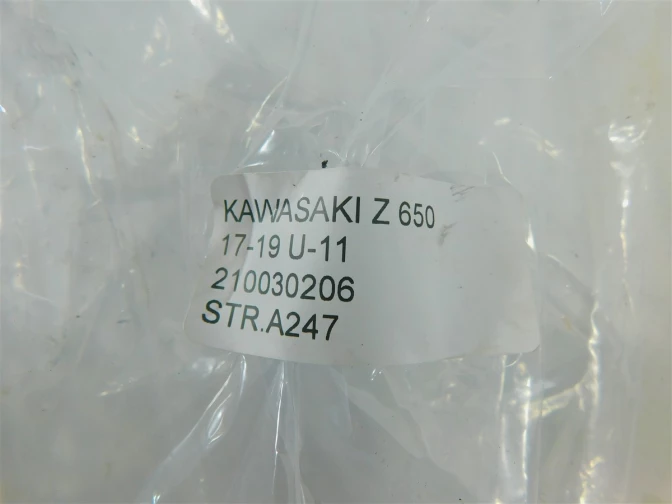 KAWASAKI Z 650
17-19 U-11
210030206
STR.A247